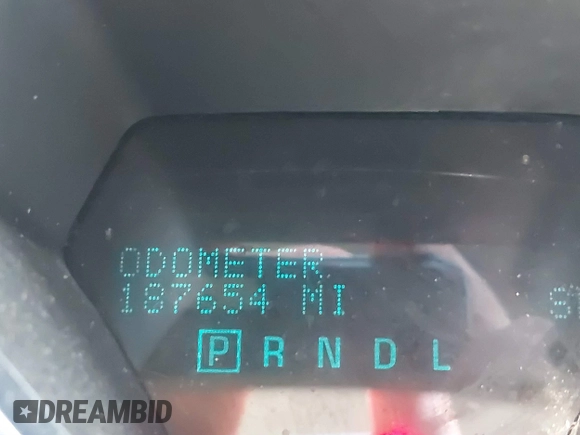 ODOMETER
187654 MI
P R N D L
DREAMBID